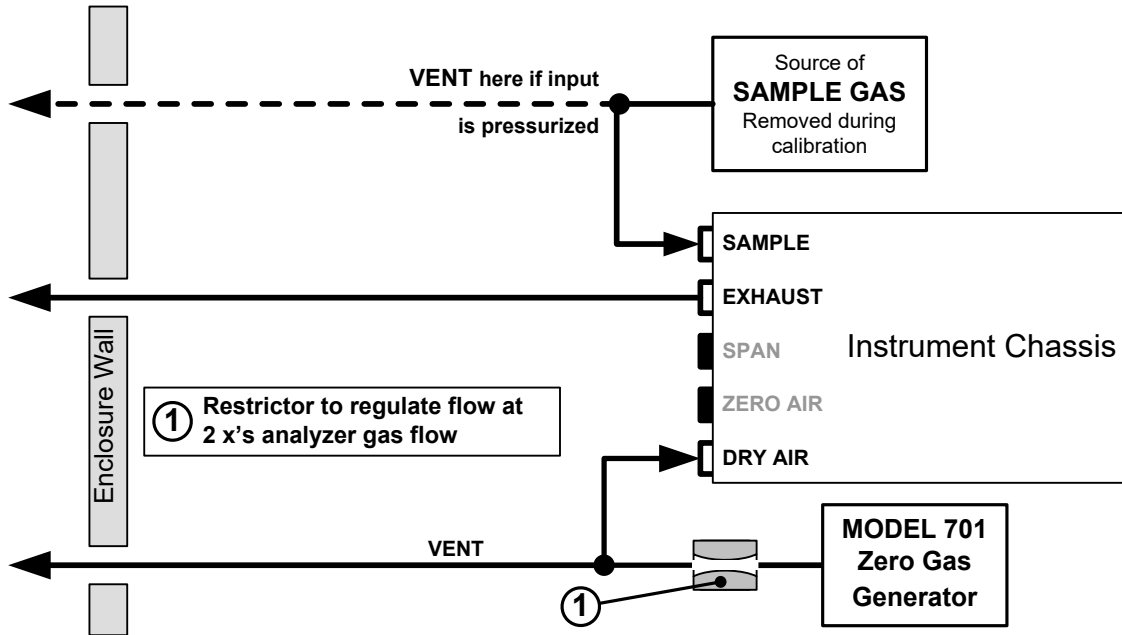 Source of
SAMPLE GAS
Removed during
calibration
VENT here if input
is pressurized
SAMPLE
EXHAUST
SPAN
Instrument Chassis
ZERO AIR
DRY AIR
Enclosure Wall
1 Restrictor to regulate flow at
2 x's analyzer gas flow
VENT
MODEL 701
Zero Gas
Generator
1